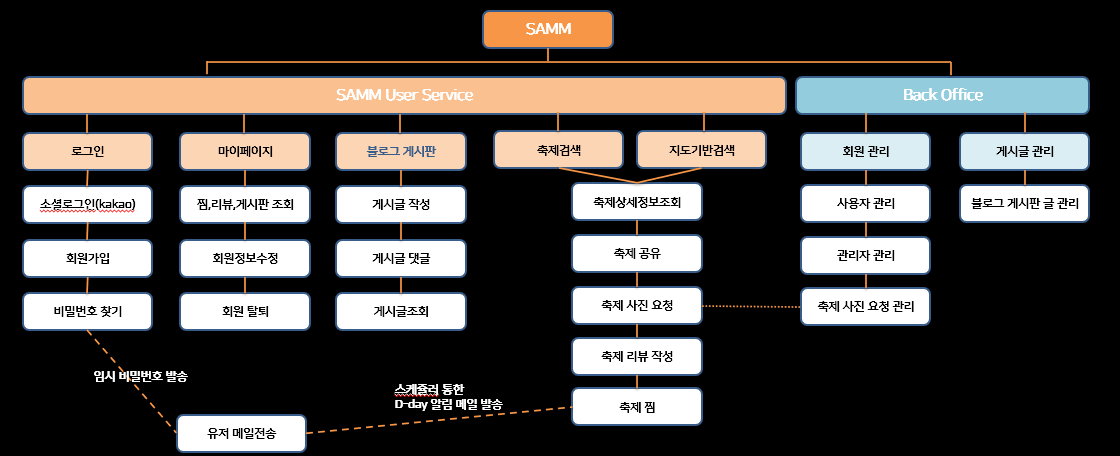 SAMM
SAMM User Service
Back Office
로그인
마이페이지
블로그 게시판
축제검색
지도기반검색
회원 관리
게시글 관리
소셜로그인(kakao)
찜,리뷰,게시판 조회
게시글 작성
축제상세정보조회
사용자 관리
블로그 게시판 글 관리
회원가입
회원정보수정
게시글 댓글
축제 공유
관리자 관리
비밀번호 찾기
회원 탈퇴
게시글조회
축제 사진 요청
축제 사진 요청 관리
축제 리뷰 작성
임시 비밀번호 발송
스케쥴러 통한
D-day 알림 메일 발송
축제 찜
유저 메일전송